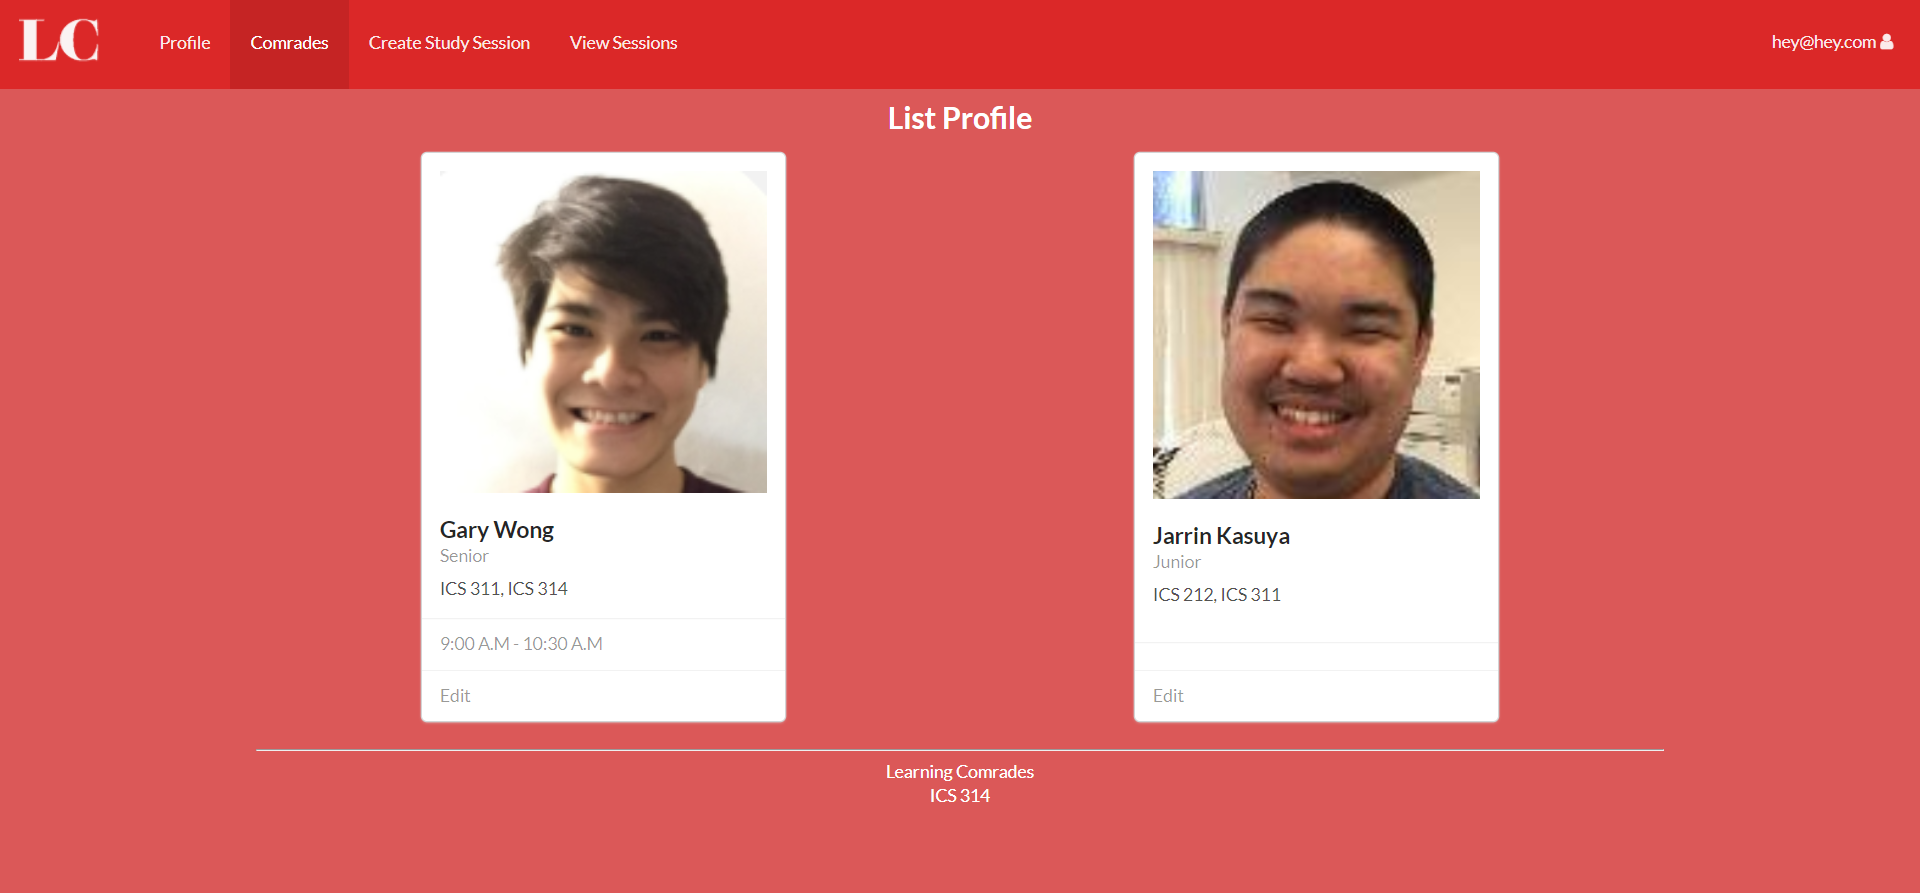 LC
Profile
Comrades
Create Study Session
View Sessions
hey@hey.com
List Profile
Gary Wong
Senior
ICS 311, ICS 314
9:00 A.M - 10:30 A.M
Edit
Jarrin Kasuya
Junior
ICS 212, ICS 311
Edit
Learning Comrades
ICS 314